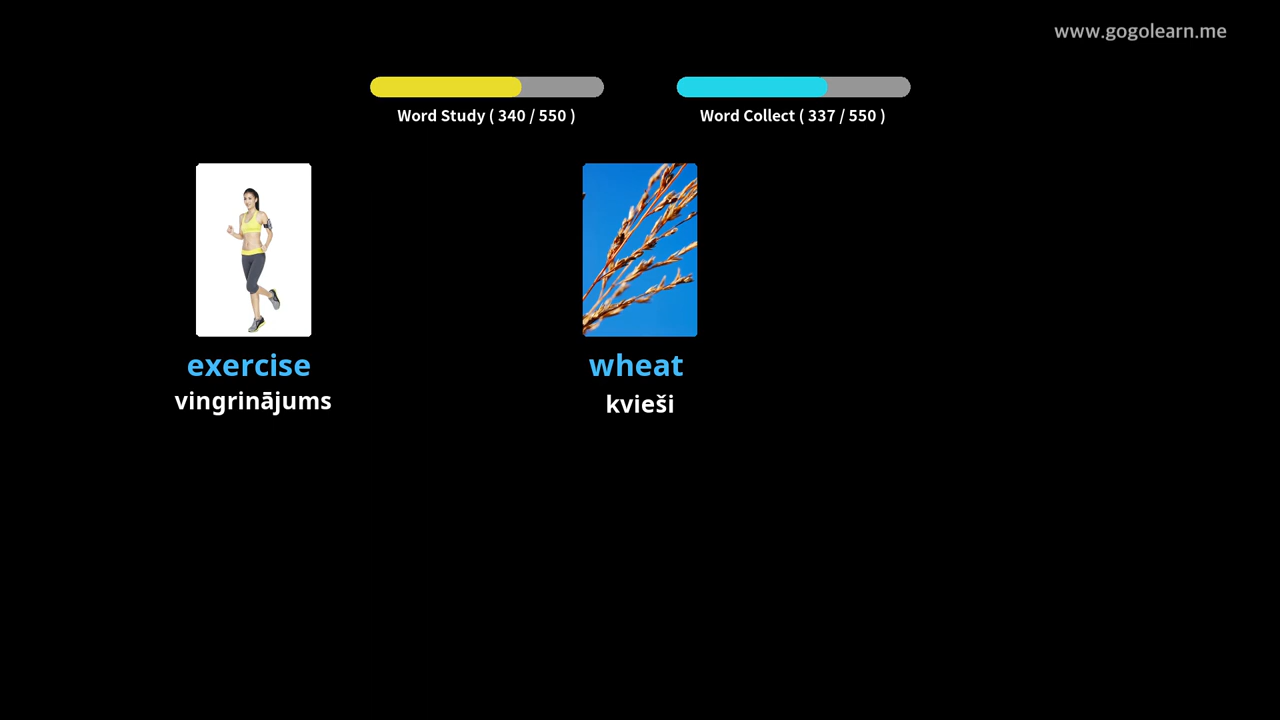 www.gogolearn.me
Word Study ( 340 / 550 )
Word Collect ( 337 / 550 )
exercise
vingrinājums
wheat
kvieši